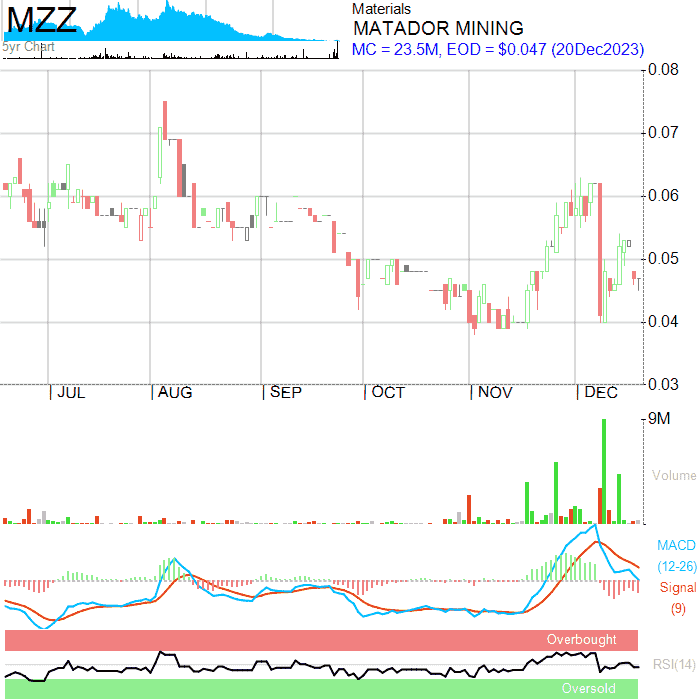 MZZ
5yr Chart
Materials
MATADOR MINING
MC = 23.5M, EOD = $0.047 (20Dec2023)
0.08
0.07
0.06
0.05
0.04
0.03
JUL AUG SEP OCT NOV DEC
9M
Volume
MACD
(12-26)
Signal
(9)
Overbought
RSI(14)
Oversold